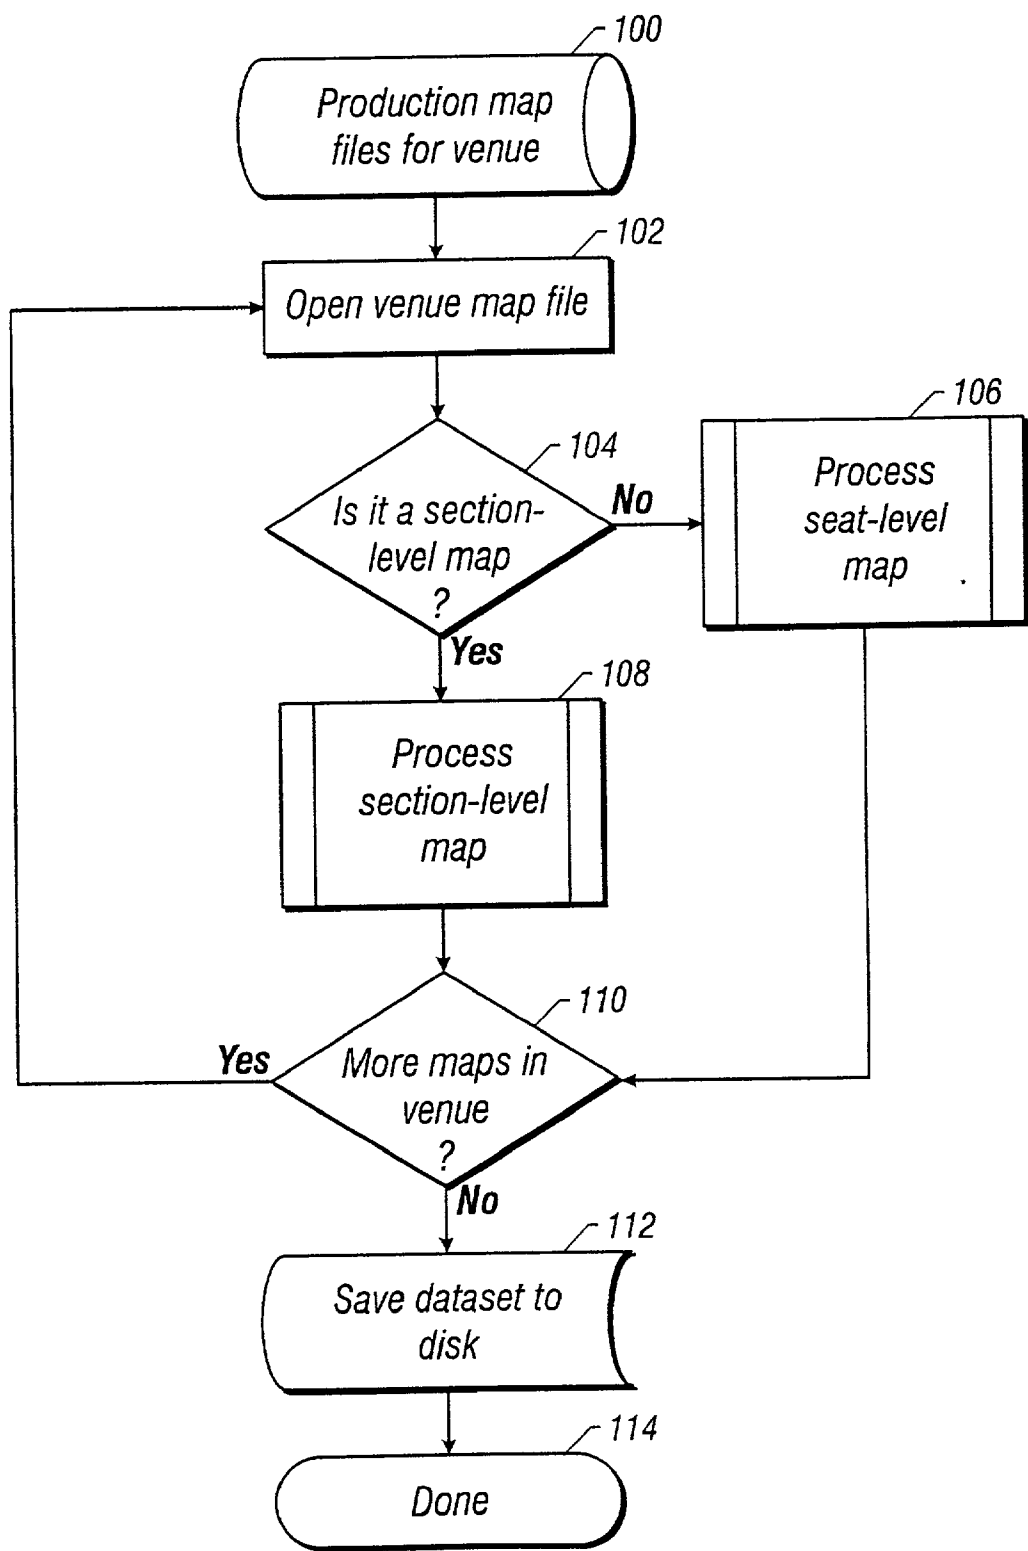 100
Production map
files for venue
102
Open venue map file
104
Is it a section-
level map
?
No
106
Process
seat-level
map
Yes
108
Process
section-level
map
110
More maps in
venue
?
Yes
No
112
Save dataset to
disk
114
Done